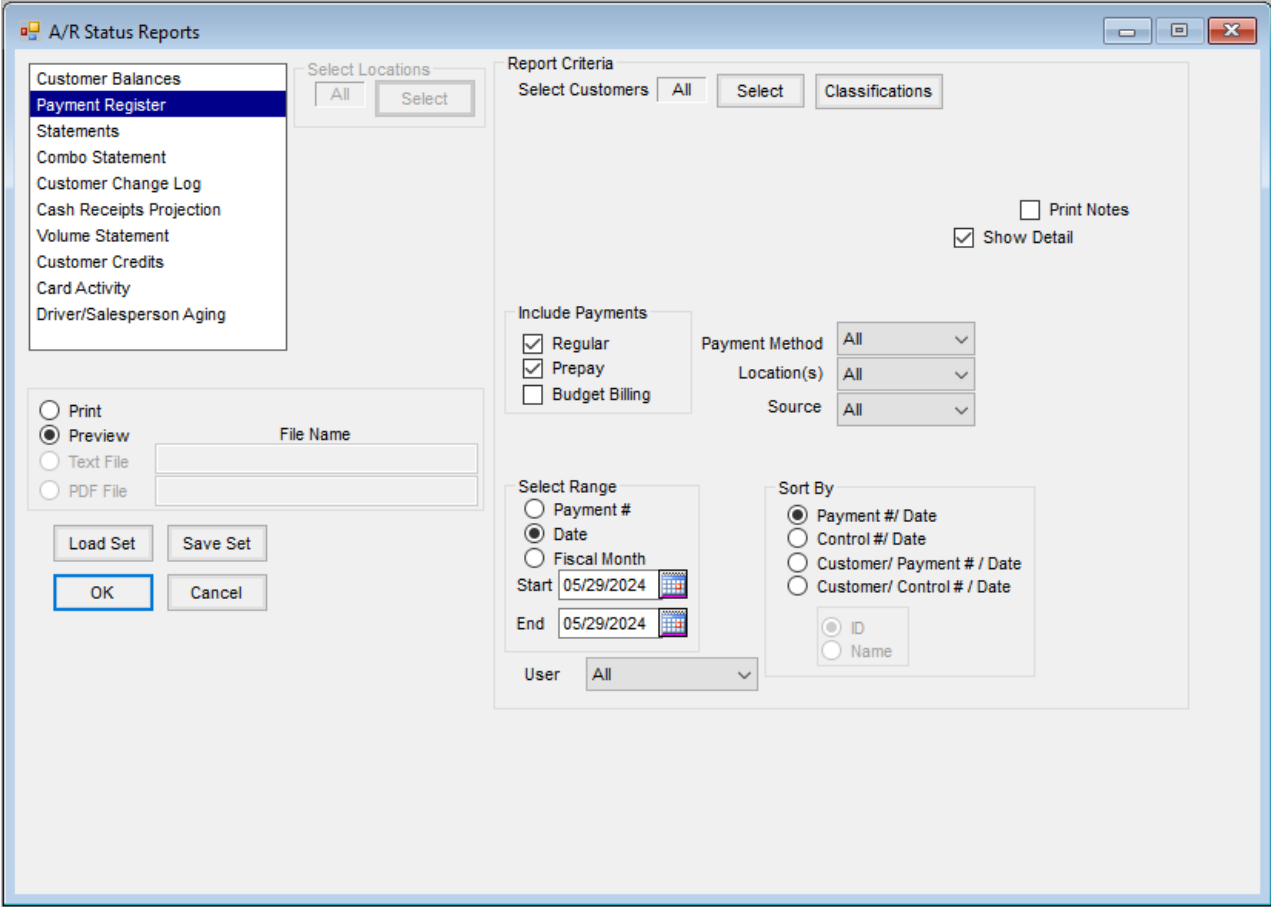 A/R Status Reports
Customer Balances
Payment Register
Statements
Combo Statement
Customer Change Log
Cash Receipts Projection
Volume Statement
Customer Credits
Card Activity
Driver/Salesperson Aging
Select Locations
All Select
Print
Preview File Name
Text File
PDF File
Load Set Save Set
OK Cancel
Report Criteria
Select Customers All Select Classifications
Print Notes
Show Detail
Include Payments
Regular
Prepay
Budget Billing
Payment Method All
Location(s) All
Source All
Select Range
Payment #
Date
Fiscal Month
Start 05/29/2024
End 05/29/2024
User All
Sort By
Payment #/ Date
Control #/ Date
Customer/ Payment # / Date
Customer/ Control # / Date
ID
Name